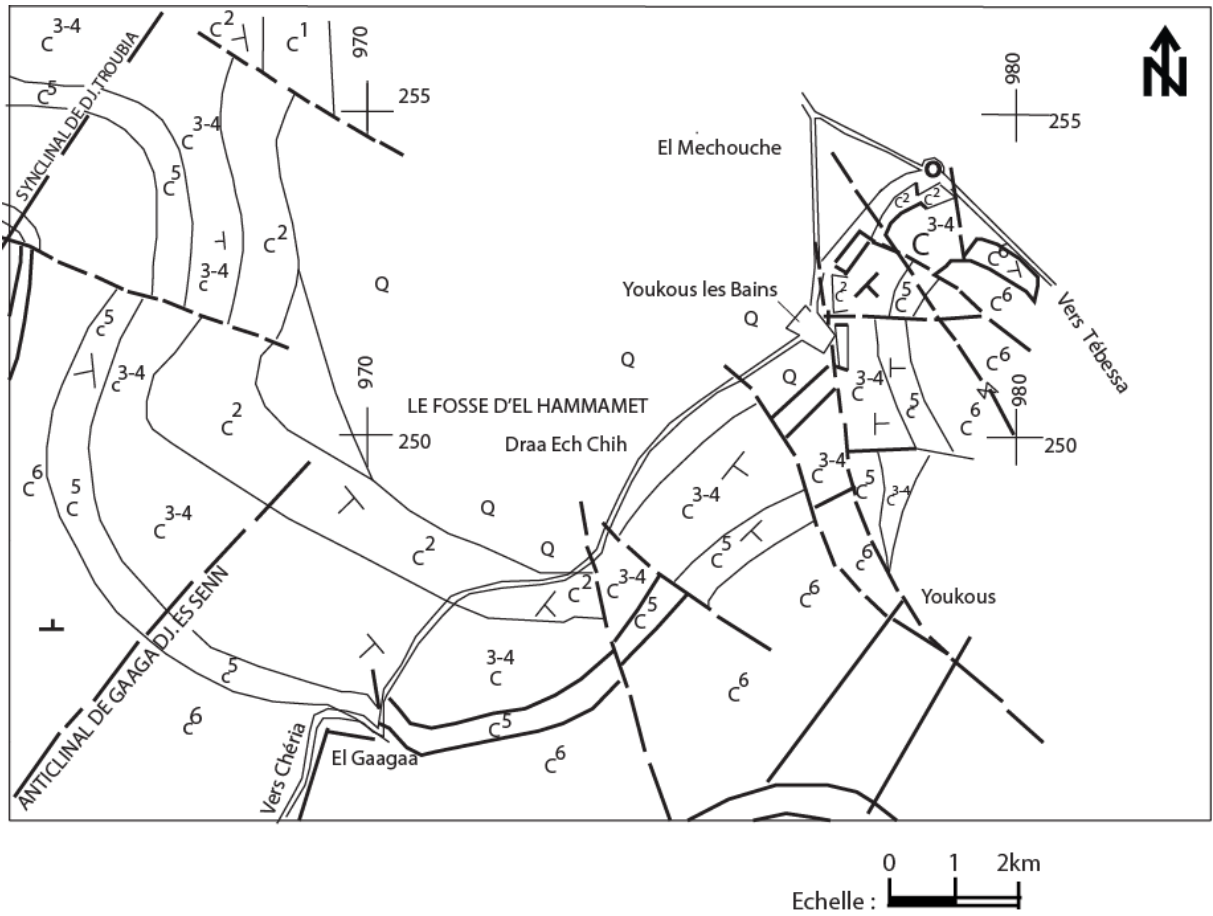 C3-4
C2
C1
970
980
N
SYNCLINAL DE DJ.TROUBIA
C5
255
255
C3-4
El Mechouche
C5
C2
C2
C2
C3-4
3-4
C
C6
Q
Youkous les Bains
C2
C5
C6
Vers Tébessa
Q
C5
C3-4
970
Q
Q
C3-4
C6
980
LE FOSSE D'EL HAMMAMET
C2
C5
C6
250
Draa Ech Chih
250
C6
C5
C3-4
C3-4
C5
C3-4
C3-4
Q
C2
Q
C5
C6
C2
C3-4
C6
Youkous
C5
ANTICLINAL DE GAAGA DJ. ES SENN
3-4
C
C5
C6
C6
C5
Vers Chéria
El Gaagaa
C6
0 1 2km
Echelle :